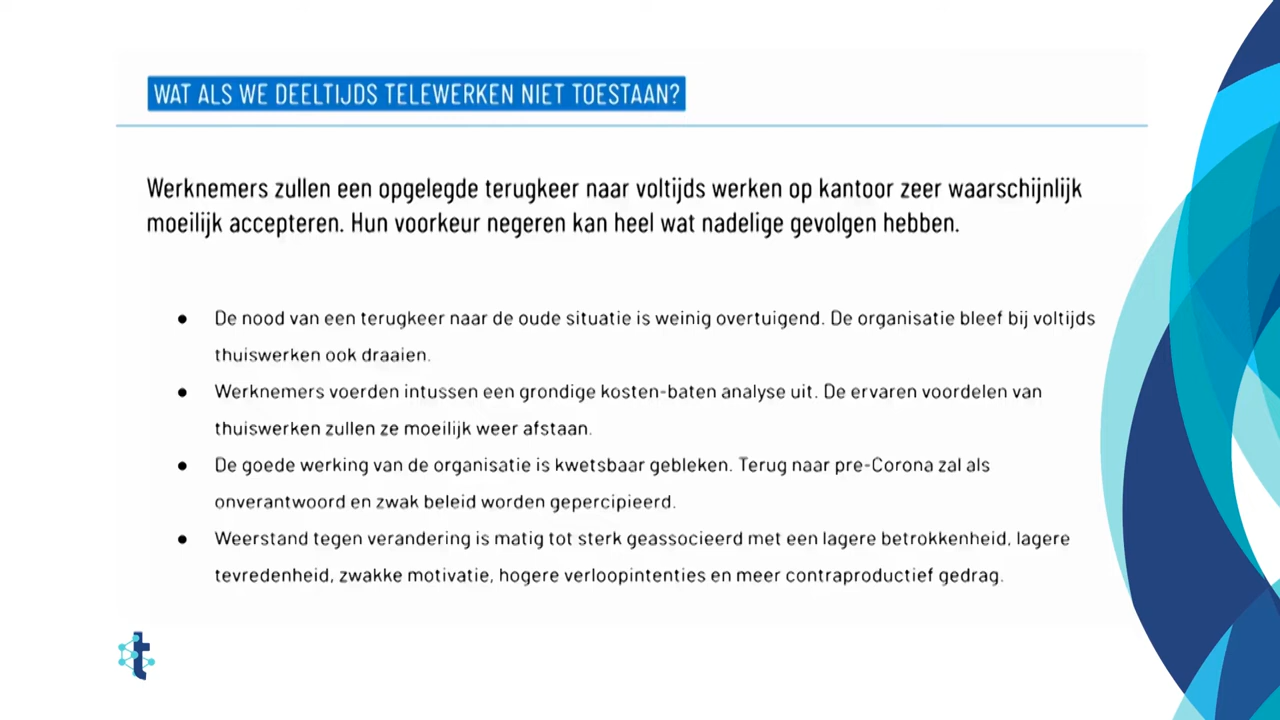 WAT ALS WE DEELTIJDS TELEWERKEN NIET TOESTAAN?
Werknemers zullen een opgelegde terugkeer naar voltijds werken op kantoor zeer waarschijnlijk
moeilijk accepteren. Hun voorkeur negeren kan heel wat nadelige gevolgen hebben.
● De nood van een terugkeer naar de oude situatie is weinig overtuigend. De organisatie bleef bij voltijds
thuiswerken ook draaien.
● Werknemers voerden intussen een grondige kosten-baten analyse uit. De ervaren voordelen van
thuiswerken zullen ze moeilijk weer afstaan.
● De goede werking van de organisatie is kwetsbaar gebleken. Terug naar pre-Corona zal als
onverantwoord en zwak beleid worden gepercipieerd.
● Weerstand tegen verandering is matig tot sterk geassocieerd met een lagere betrokkenheid, lagere
tevredenheid, zwakke motivatie, hogere verloopintenties en meer contraproductief gedrag.
t